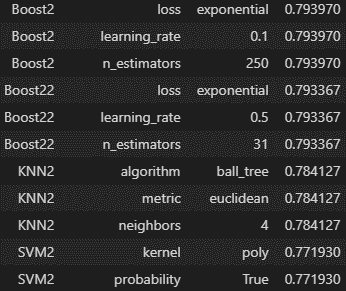 Boost2 loss exponential 0.793970
Boost2 learning_rate 0.1 0.793970
Boost2 n_estimators 250 0.793970
Boost22 loss exponential 0.793367
Boost22 learning_rate 0.5 0.793367
Boost22 n_estimators 31 0.793367
KNN2 algorithm ball_tree 0.784127
KNN2 metric euclidean 0.784127
KNN2 neighbors 4 0.784127
SVM2 kernel poly 0.771930
SVM2 probability True 0.771930